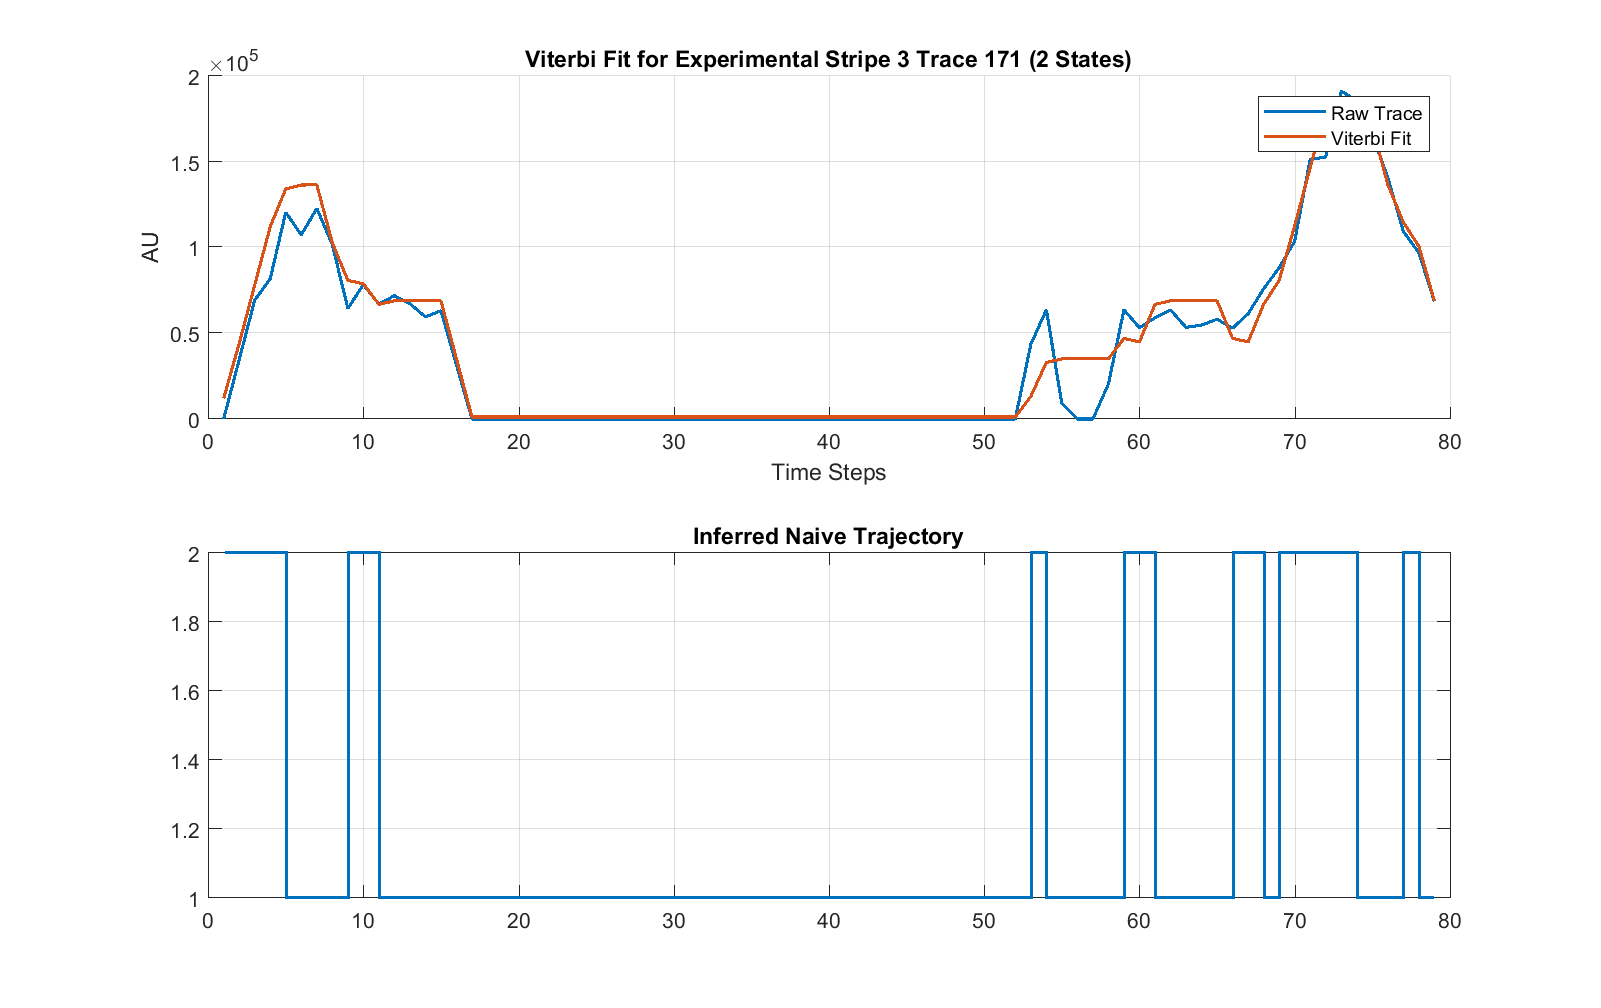 Viterbi Fit for Experimental Stripe 3 Trace 171 (2 States)
×10^5
2
1.5
1
0.5
0
AU
Raw Trace
Viterbi Fit
0 10 20 30 40 50 60 70 80
Time Steps
Inferred Naive Trajectory
2
1.8
1.6
1.4
1.2
1
0 10 20 30 40 50 60 70 80